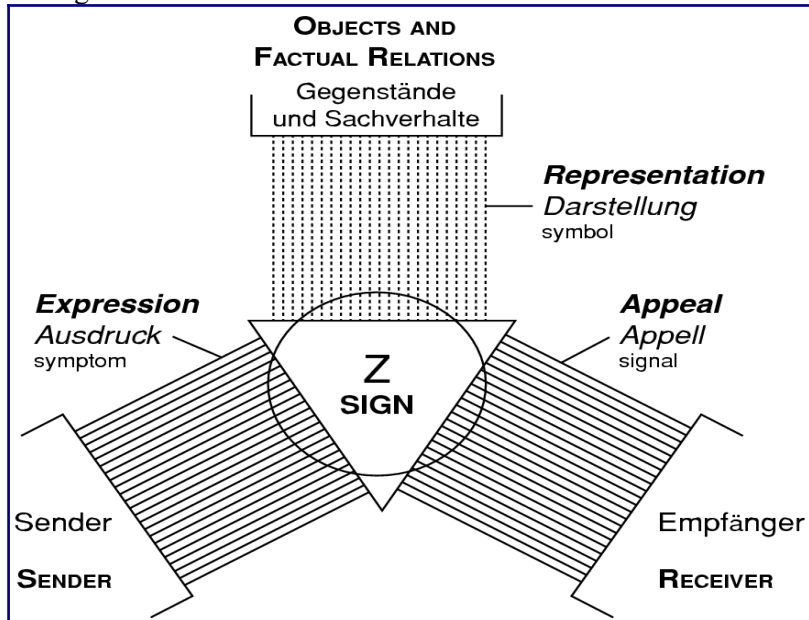 OBJECTS AND
FACTUAL RELATIONS
Gegenstände
und Sachverhalte
Representation
Darstellung
symbol
Expression
Ausdruck
symptom
Appeal
Appell
signal
Z
SIGN
Sender
SENDER
Empfänger
RECEIVER